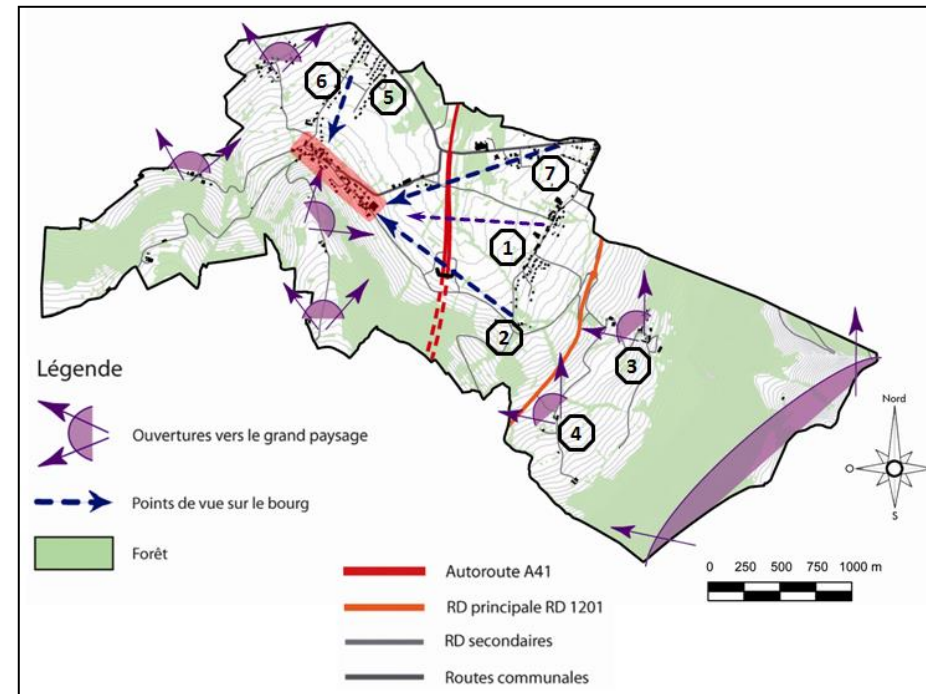 6
5
7
1
2
3
4
Légende
Ouvertures vers le grand paysage
Points de vue sur le bourg
Forêt
Autoroute A41
RD principale RD 1201
RD secondaires
Routes communales
Nord
O
S
0 250 500 750 1000 m